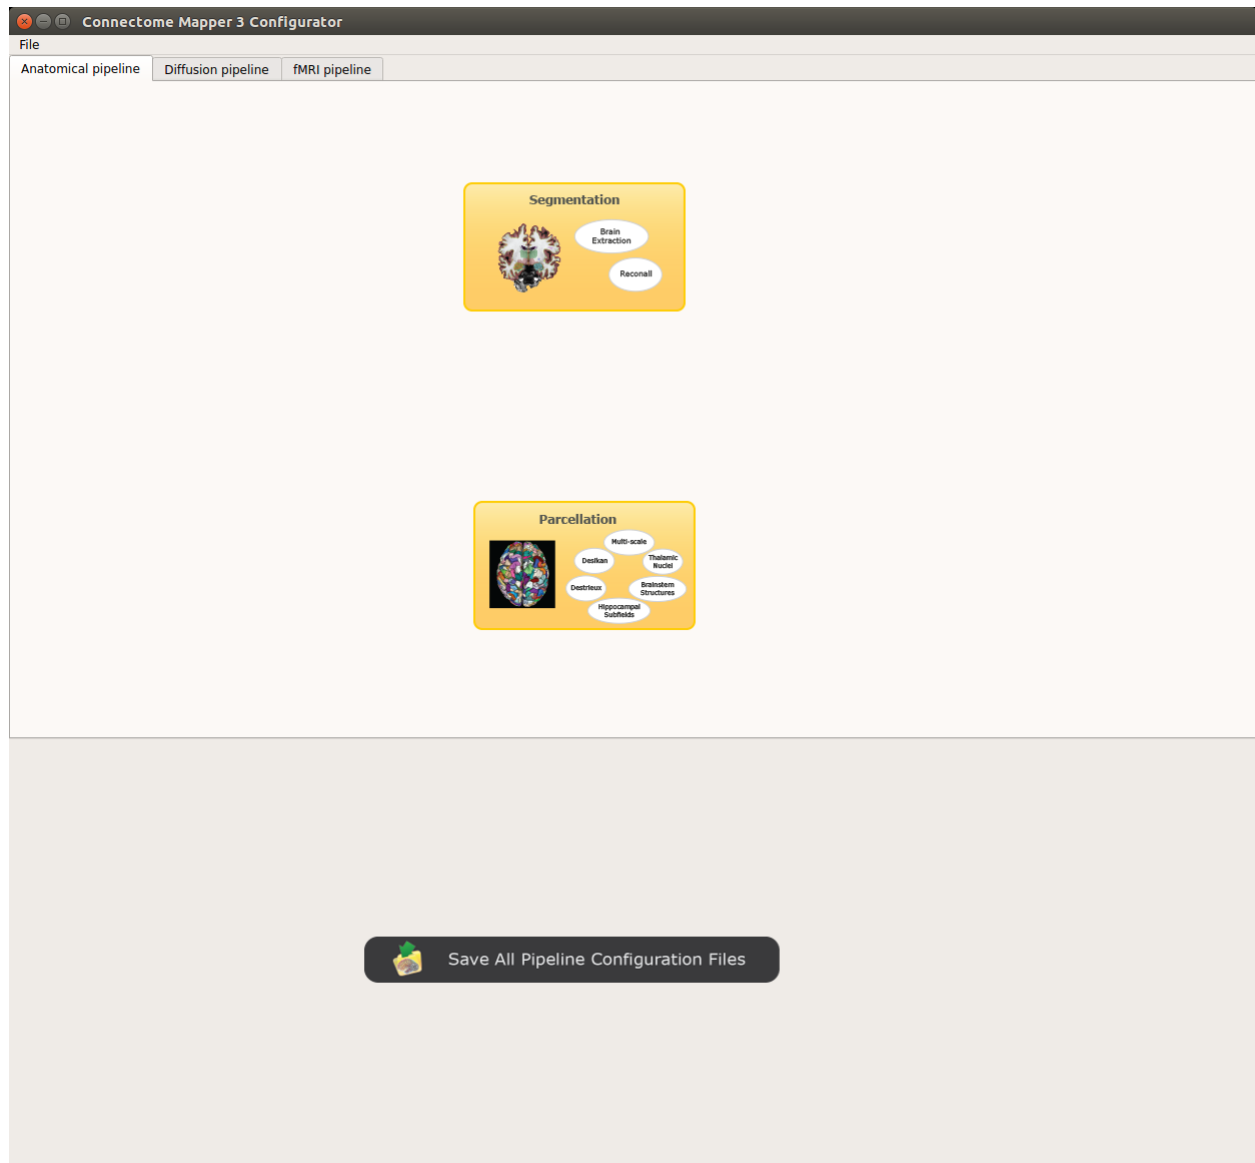 Connectome Mapper 3 Configurator
File
Anatomical pipeline
Diffusion pipeline
fMRI pipeline
Segmentation
Brain
Extraction
Reconall
Parcellation
Multi-scale
Desikan
Thalamic
Nuclei
Destrieux
Brainstem
Structures
Hippocampal
Subfields
Save All Pipeline Configuration Files